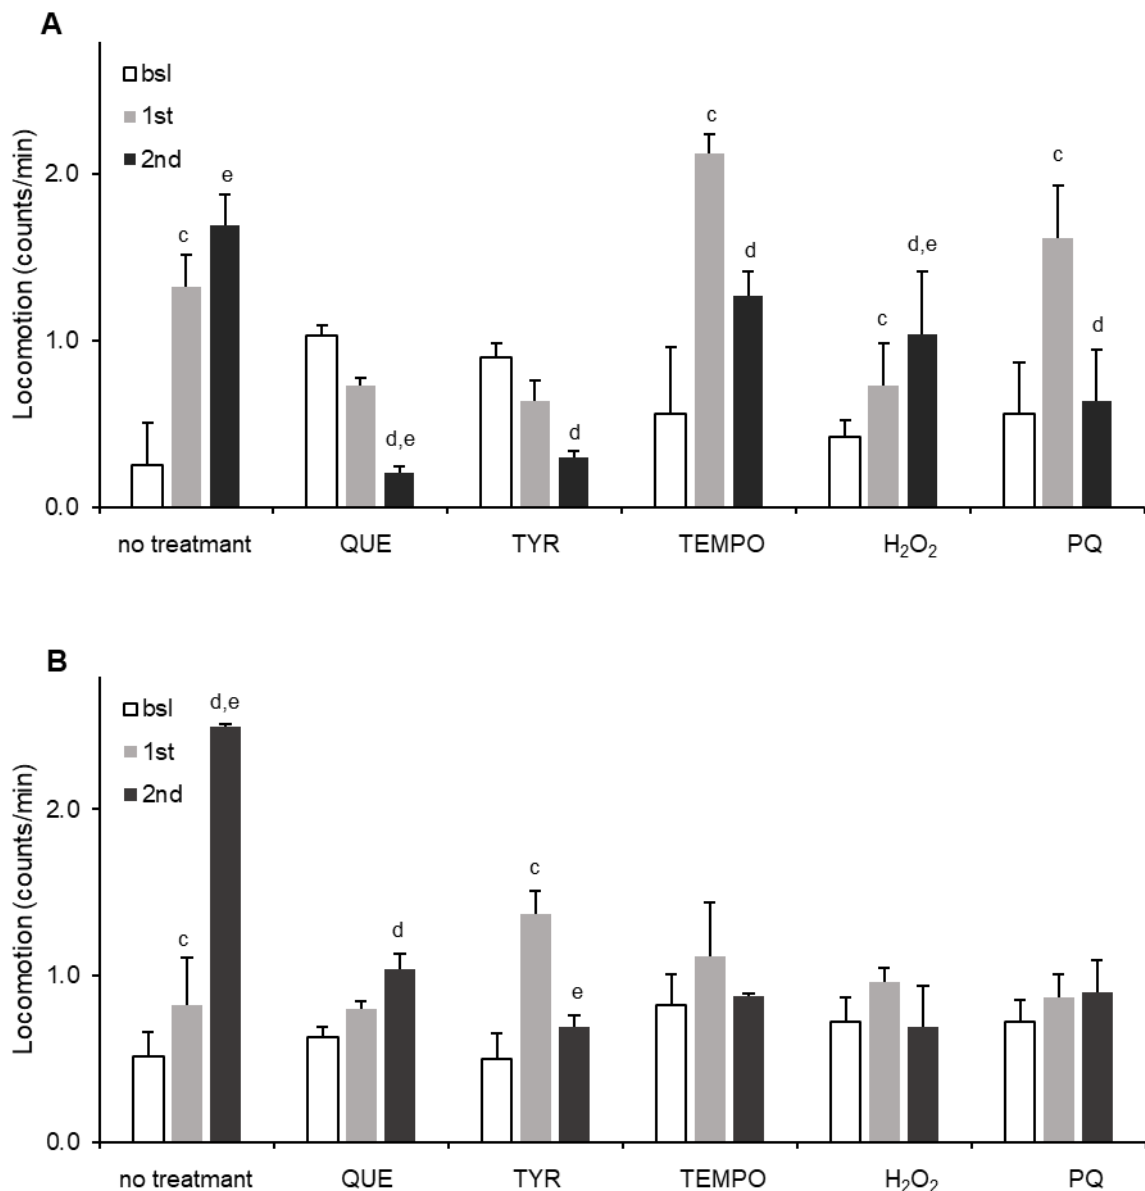 A
bsl
1st
2nd
Locomotion (counts/min)
2.0
1.0
0.0
c
e
d,e
d
c
d
c
d,e
c
d
no treatmant
QUE
TYR
TEMPO
H₂O₂
PQ
B
bsl
1st
2nd
Locomotion (counts/min)
2.0
1.0
0.0
c
d,e
d
c
e
no treatmant
QUE
TYR
TEMPO
H₂O₂
PQ